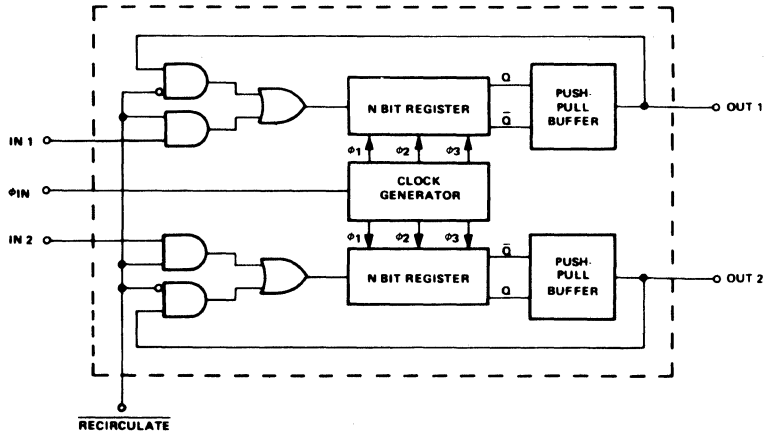 N BIT REGISTER
Q
Q̅
PUSH-
PULL
BUFFER
OUT 1
IN 1
ϕ1
ϕ2
ϕ3
ϕIN
CLOCK
GENERATOR
IN 2
ϕ1
ϕ2
ϕ3
N BIT REGISTER
Q̅
Q
PUSH-
PULL
BUFFER
OUT 2
R̅E̅C̅I̅R̅C̅U̅L̅A̅T̅E̅